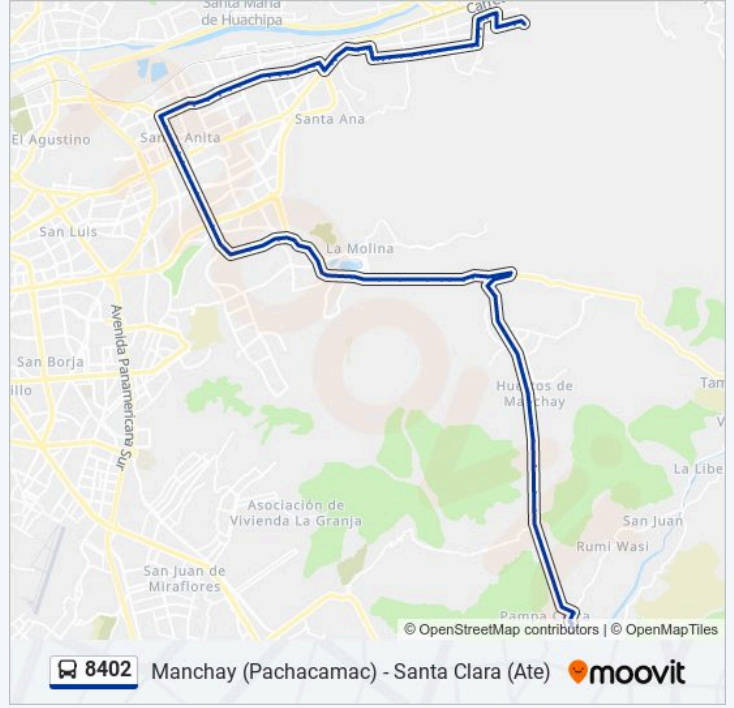 Santa María
de Huachipa
Santa Ana
El Agustino
Santa Anita
San Luis
La Molina
Avenida Panamericana Sur
San Borja
Huertos de
Manchay
La Libe
Asociación de
Vivienda La Granja
San Juan
Rumi Wasi
San Juan de
Miraflores
© OpenStreetMap contributors | © OpenMapTiles
8402 Manchay (Pachacamac) - Santa Clara (Ate) moovit